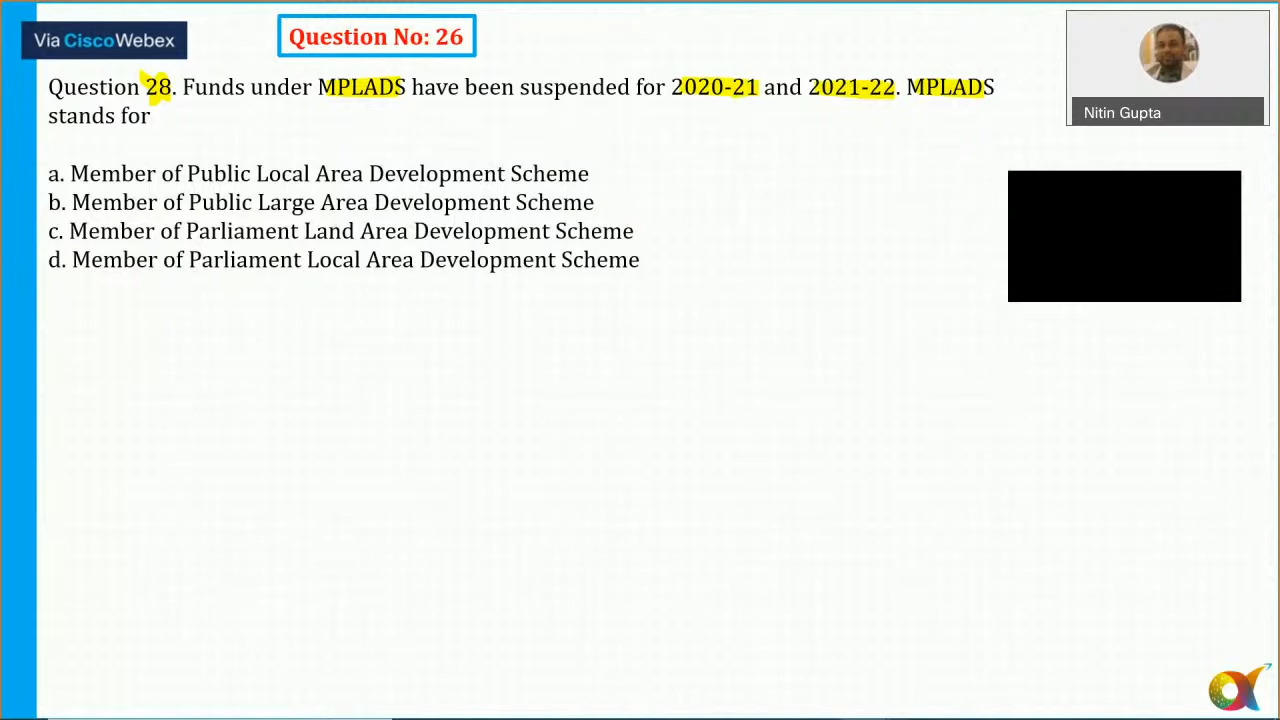 Via CiscoWebex
Question No: 26
Question 28. Funds under MPLADS have been suspended for 2020-21 and 2021-22. MPLADS
stands for
a. Member of Public Local Area Development Scheme
b. Member of Public Large Area Development Scheme
c. Member of Parliament Land Area Development Scheme
d. Member of Parliament Local Area Development Scheme
Nitin Gupta